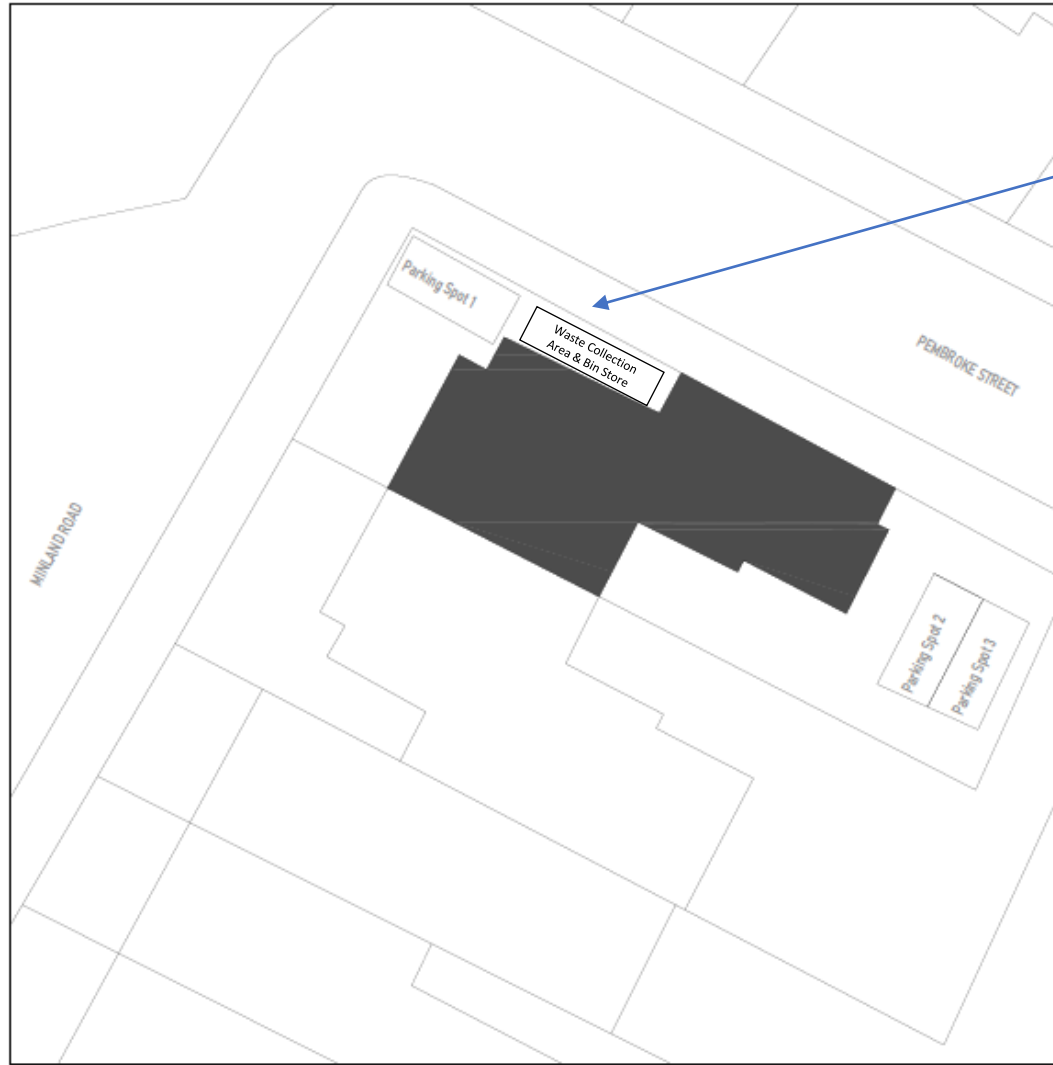 Parking Spot 1
Waste Collection
Area & Bin Store
PEMBROKE STREET
MINLAND ROAD
Parking Spot 2
Parking Spot 3